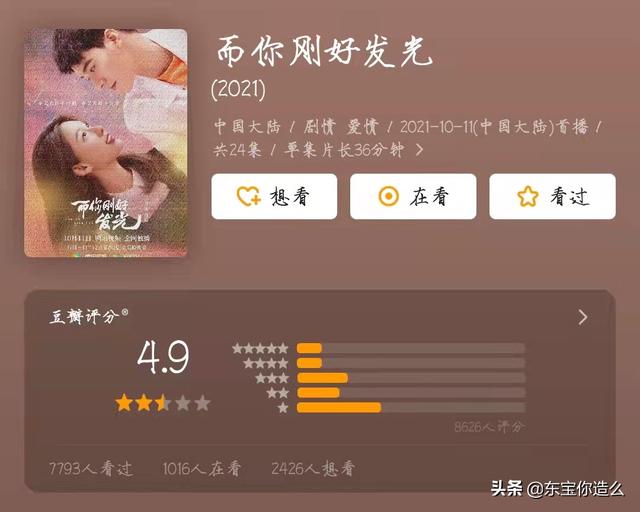 而你刚好发光
(2021)
中国大陆 / 剧情 爱情 / 2021-10-11(中国大陆)首播 /
共24集 / 单集片长36分钟
想看
在看
看过
而你刚好
发光
10月11日
豆瓣评分®
4.9
8626人评分
7793人看过
1016人在看
2426人想看
头条 @东宝你造么